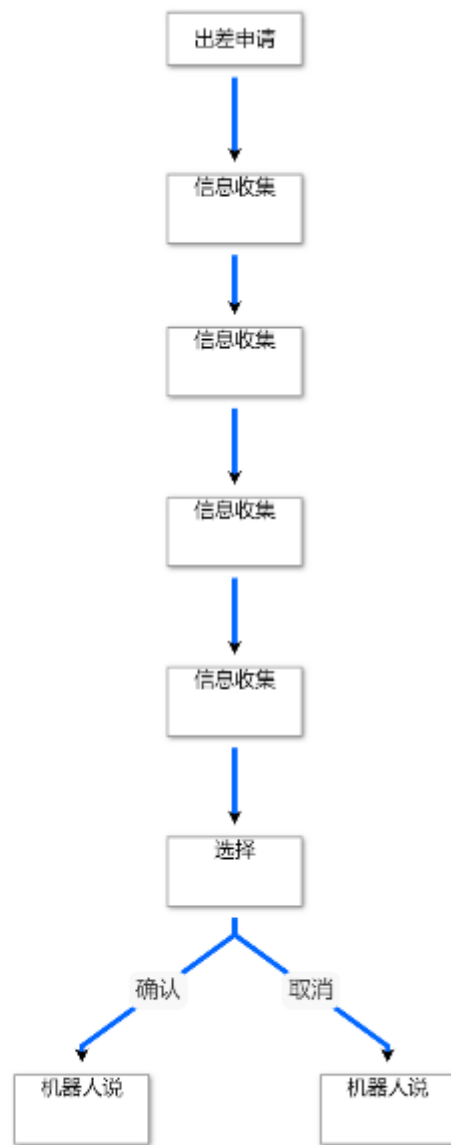 出差申请
信息收集
信息收集
信息收集
信息收集
选择
确认
取消
机器人说
机器人说